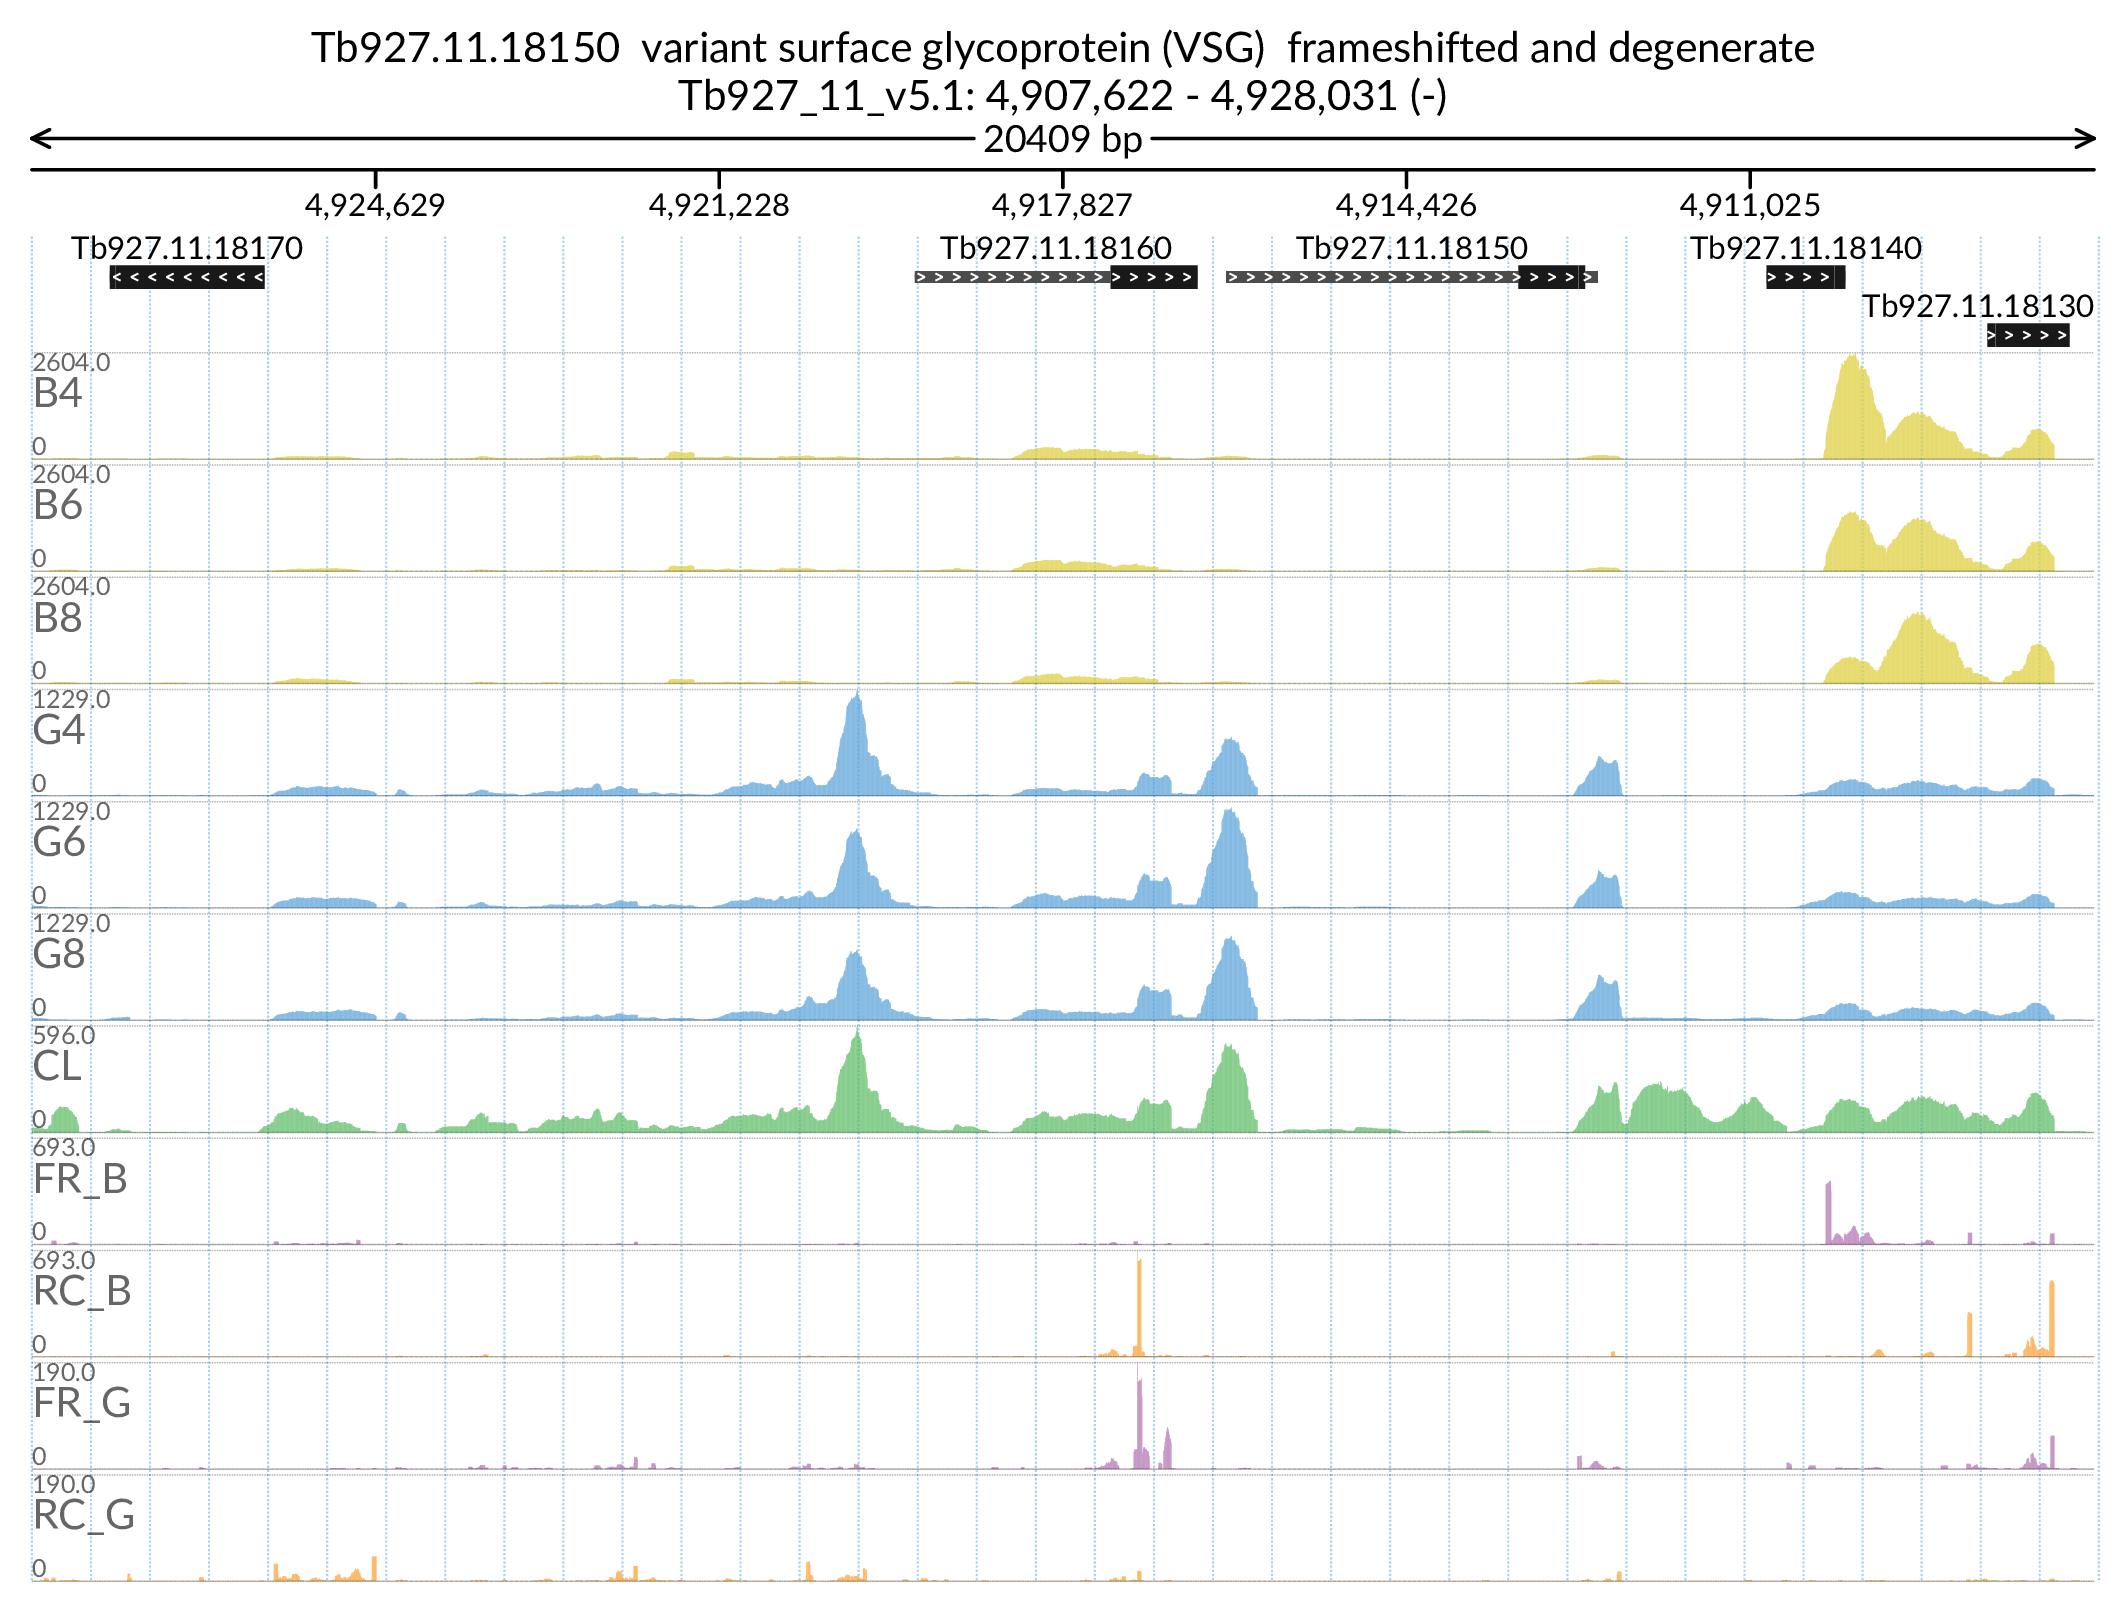 Tb927.11.18150 variant surface glycoprotein (VSG) frameshifted and degenerate
Tb927_11_v5.1: 4,907,622 - 4,928,031 (-)
20409 bp
4,924,629 4,921,228 4,917,827 4,914,426 4,911,025
Tb927.11.18170 Tb927.11.18160 Tb927.11.18150 Tb927.11.18140
Tb927.11.18130
2604.0
B4
0
2604.0
B6
0
2604.0
B8
0
1229.0
G4
0
1229.0
G6
0
1229.0
G8
0
596.0
CL
0
693.0
FR_B
0
693.0
RC_B
0
190.0
FR_G
0
190.0
RC_G
0